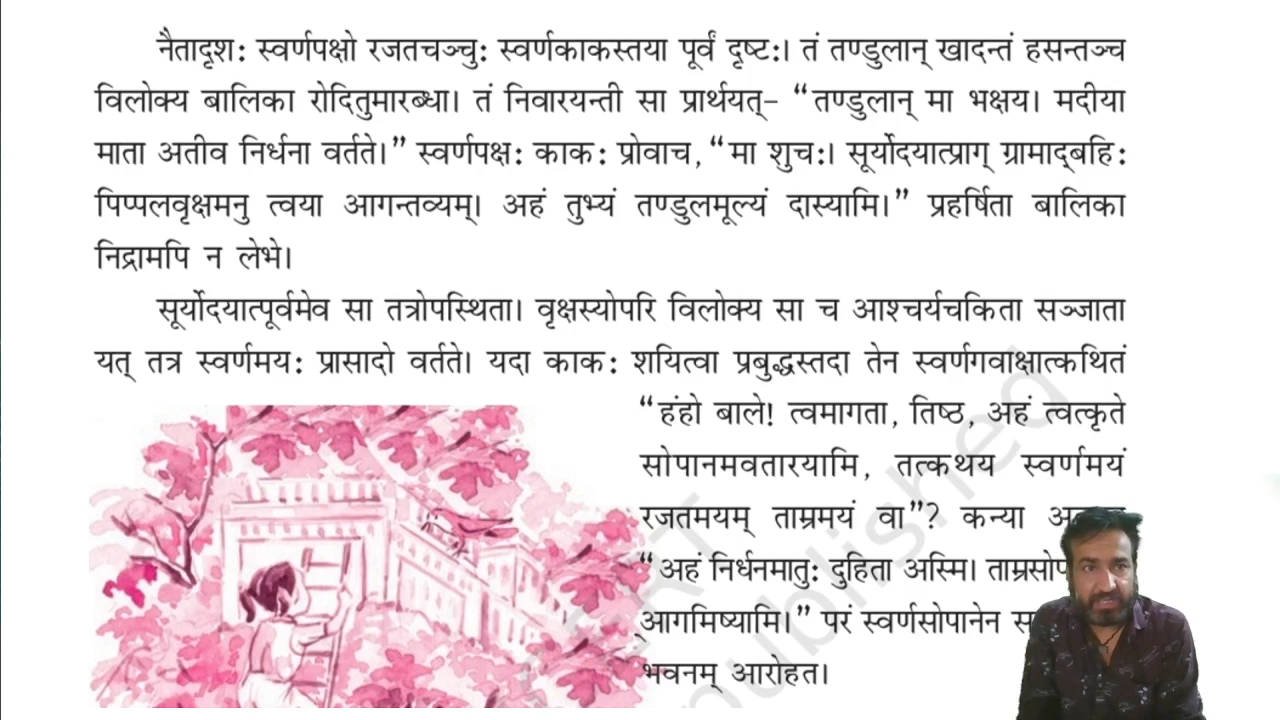 नैतादृशः स्वर्णपक्षो रजतचञ्चुः स्वर्णकाकस्तया पूर्वं दृष्टः। तं तण्डुलान् खादन्तं हसन्तञ्च
विलोक्य बालिका रोदितुमारब्धा। तं निवारयन्ती सा प्रार्थयत्– “तण्डुलान् मा भक्षय। मदीया
माता अतीव निर्धना वर्तते।” स्वर्णपक्षः काकः प्रोवाच, “मा शुचः। सूर्योदयात्प्राग् ग्रामाद्बहिः
पिप्पलवृक्षमनु त्वया आगन्तव्यम्। अहं तुभ्यं तण्डुलमूल्यं दास्यामि।” प्रहर्षिता बालिका
निद्रामपि न लेभे।
सूर्योदयात्पूर्वमेव सा तत्रोपस्थिता। वृक्षस्योपरि विलोक्य सा च आश्चर्यचकिता सञ्जाता
यत् तत्र स्वर्णमयः प्रासादो वर्तते। यदा काकः शयित्वा प्रबुद्धस्तदा तेन स्वर्णगवाक्षात्कथितं
“हंहो बाले! त्वमागता, तिष्ठ, अहं त्वत्कृते
सोपानमवतारयामि, तत्कथय स्वर्णमयं
रजतमयम् ताम्रमयं वा”? कन्या
“अहं निर्धनमातुः दुहिता अस्मि।
आगमिष्यामि।” परं स्वर्णसोपानेन
भवनम् आरोहत।
published